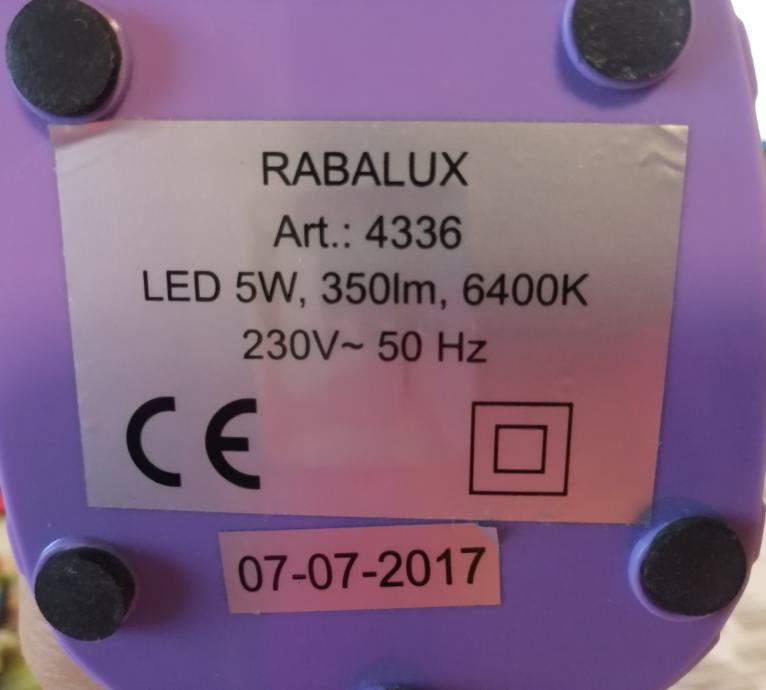 RABALUX
Art.: 4336
LED 5W, 350lm, 6400K
230V~ 50 Hz
CE
07-07-2017